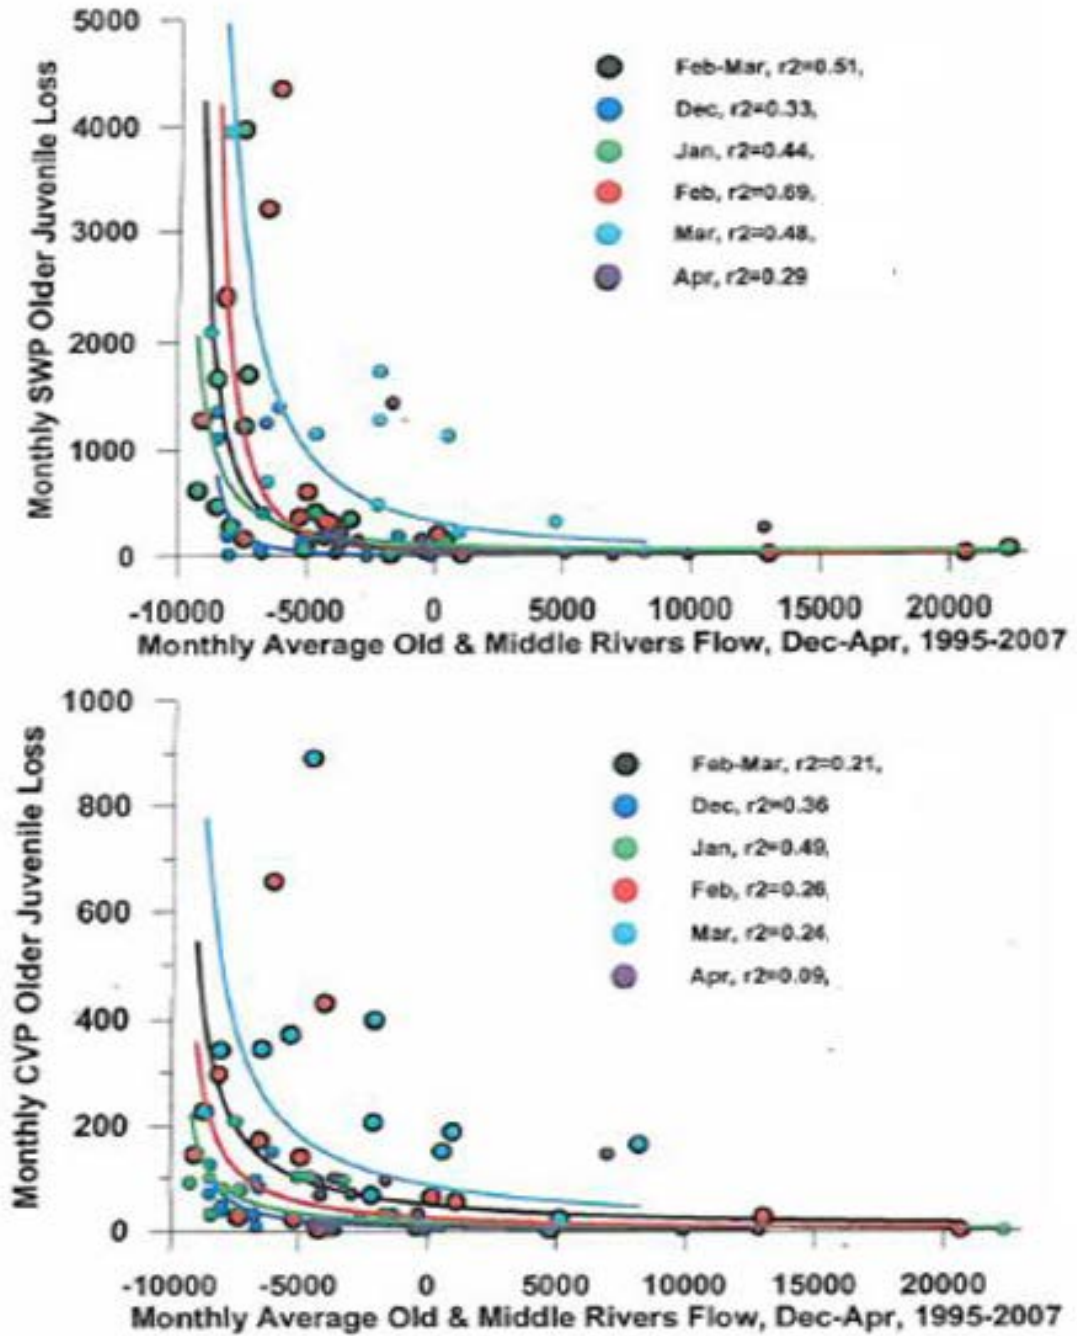 Monthly SWP Older Juvenile Loss
5000
4000
3000
2000
1000
0
Feb-Mar, r2=0.51,
Dec, r2=0.33,
Jan, r2=0.44,
Feb, r2=0.69,
Mar, r2=0.48,
Apr, r2=0.29
-10000 -5000 0 5000 10000 15000 20000
Monthly Average Old & Middle Rivers Flow, Dec-Apr, 1995-2007
Monthly CVP Older Juvenile Loss
1000
800
600
400
200
0
Feb-Mar, r2=0.21,
Dec, r2=0.36
Jan, r2=0.49,
Feb, r2=0.26,
Mar, r2=0.24,
Apr, r2=0.09,
-10000 -5000 0 5000 10000 15000 20000
Monthly Average Old & Middle Rivers Flow, Dec-Apr, 1995-2007